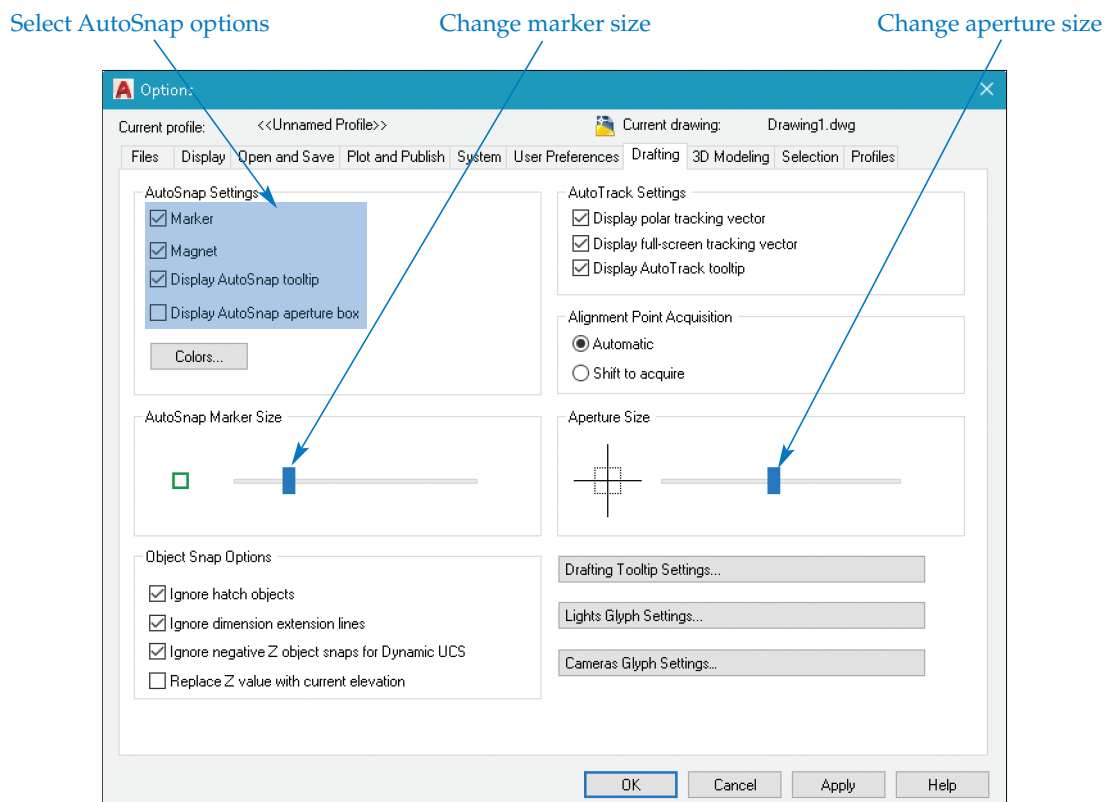 Select AutoSnap options
Change marker size
Change aperture size
A Options
Current profile: <<Unnamed Profile>> Current drawing: Drawing1.dwg
Files Display Open and Save Plot and Publish System User Preferences Drafting 3D Modeling Selection Profiles
AutoSnap Settings
Marker
Magnet
Display AutoSnap tooltip
Display AutoSnap aperture box
Colors...
AutoTrack Settings
Display polar tracking vector
Display full-screen tracking vector
Display AutoTrack tooltip
Alignment Point Acquisition
Automatic
Shift to acquire
AutoSnap Marker Size
Aperture Size
Object Snap Options
Ignore hatch objects
Ignore dimension extension lines
Ignore negative Z object snaps for Dynamic UCS
Replace Z value with current elevation
Drafting Tooltip Settings...
Lights Glyph Settings...
Cameras Glyph Settings...
OK Cancel Apply Help